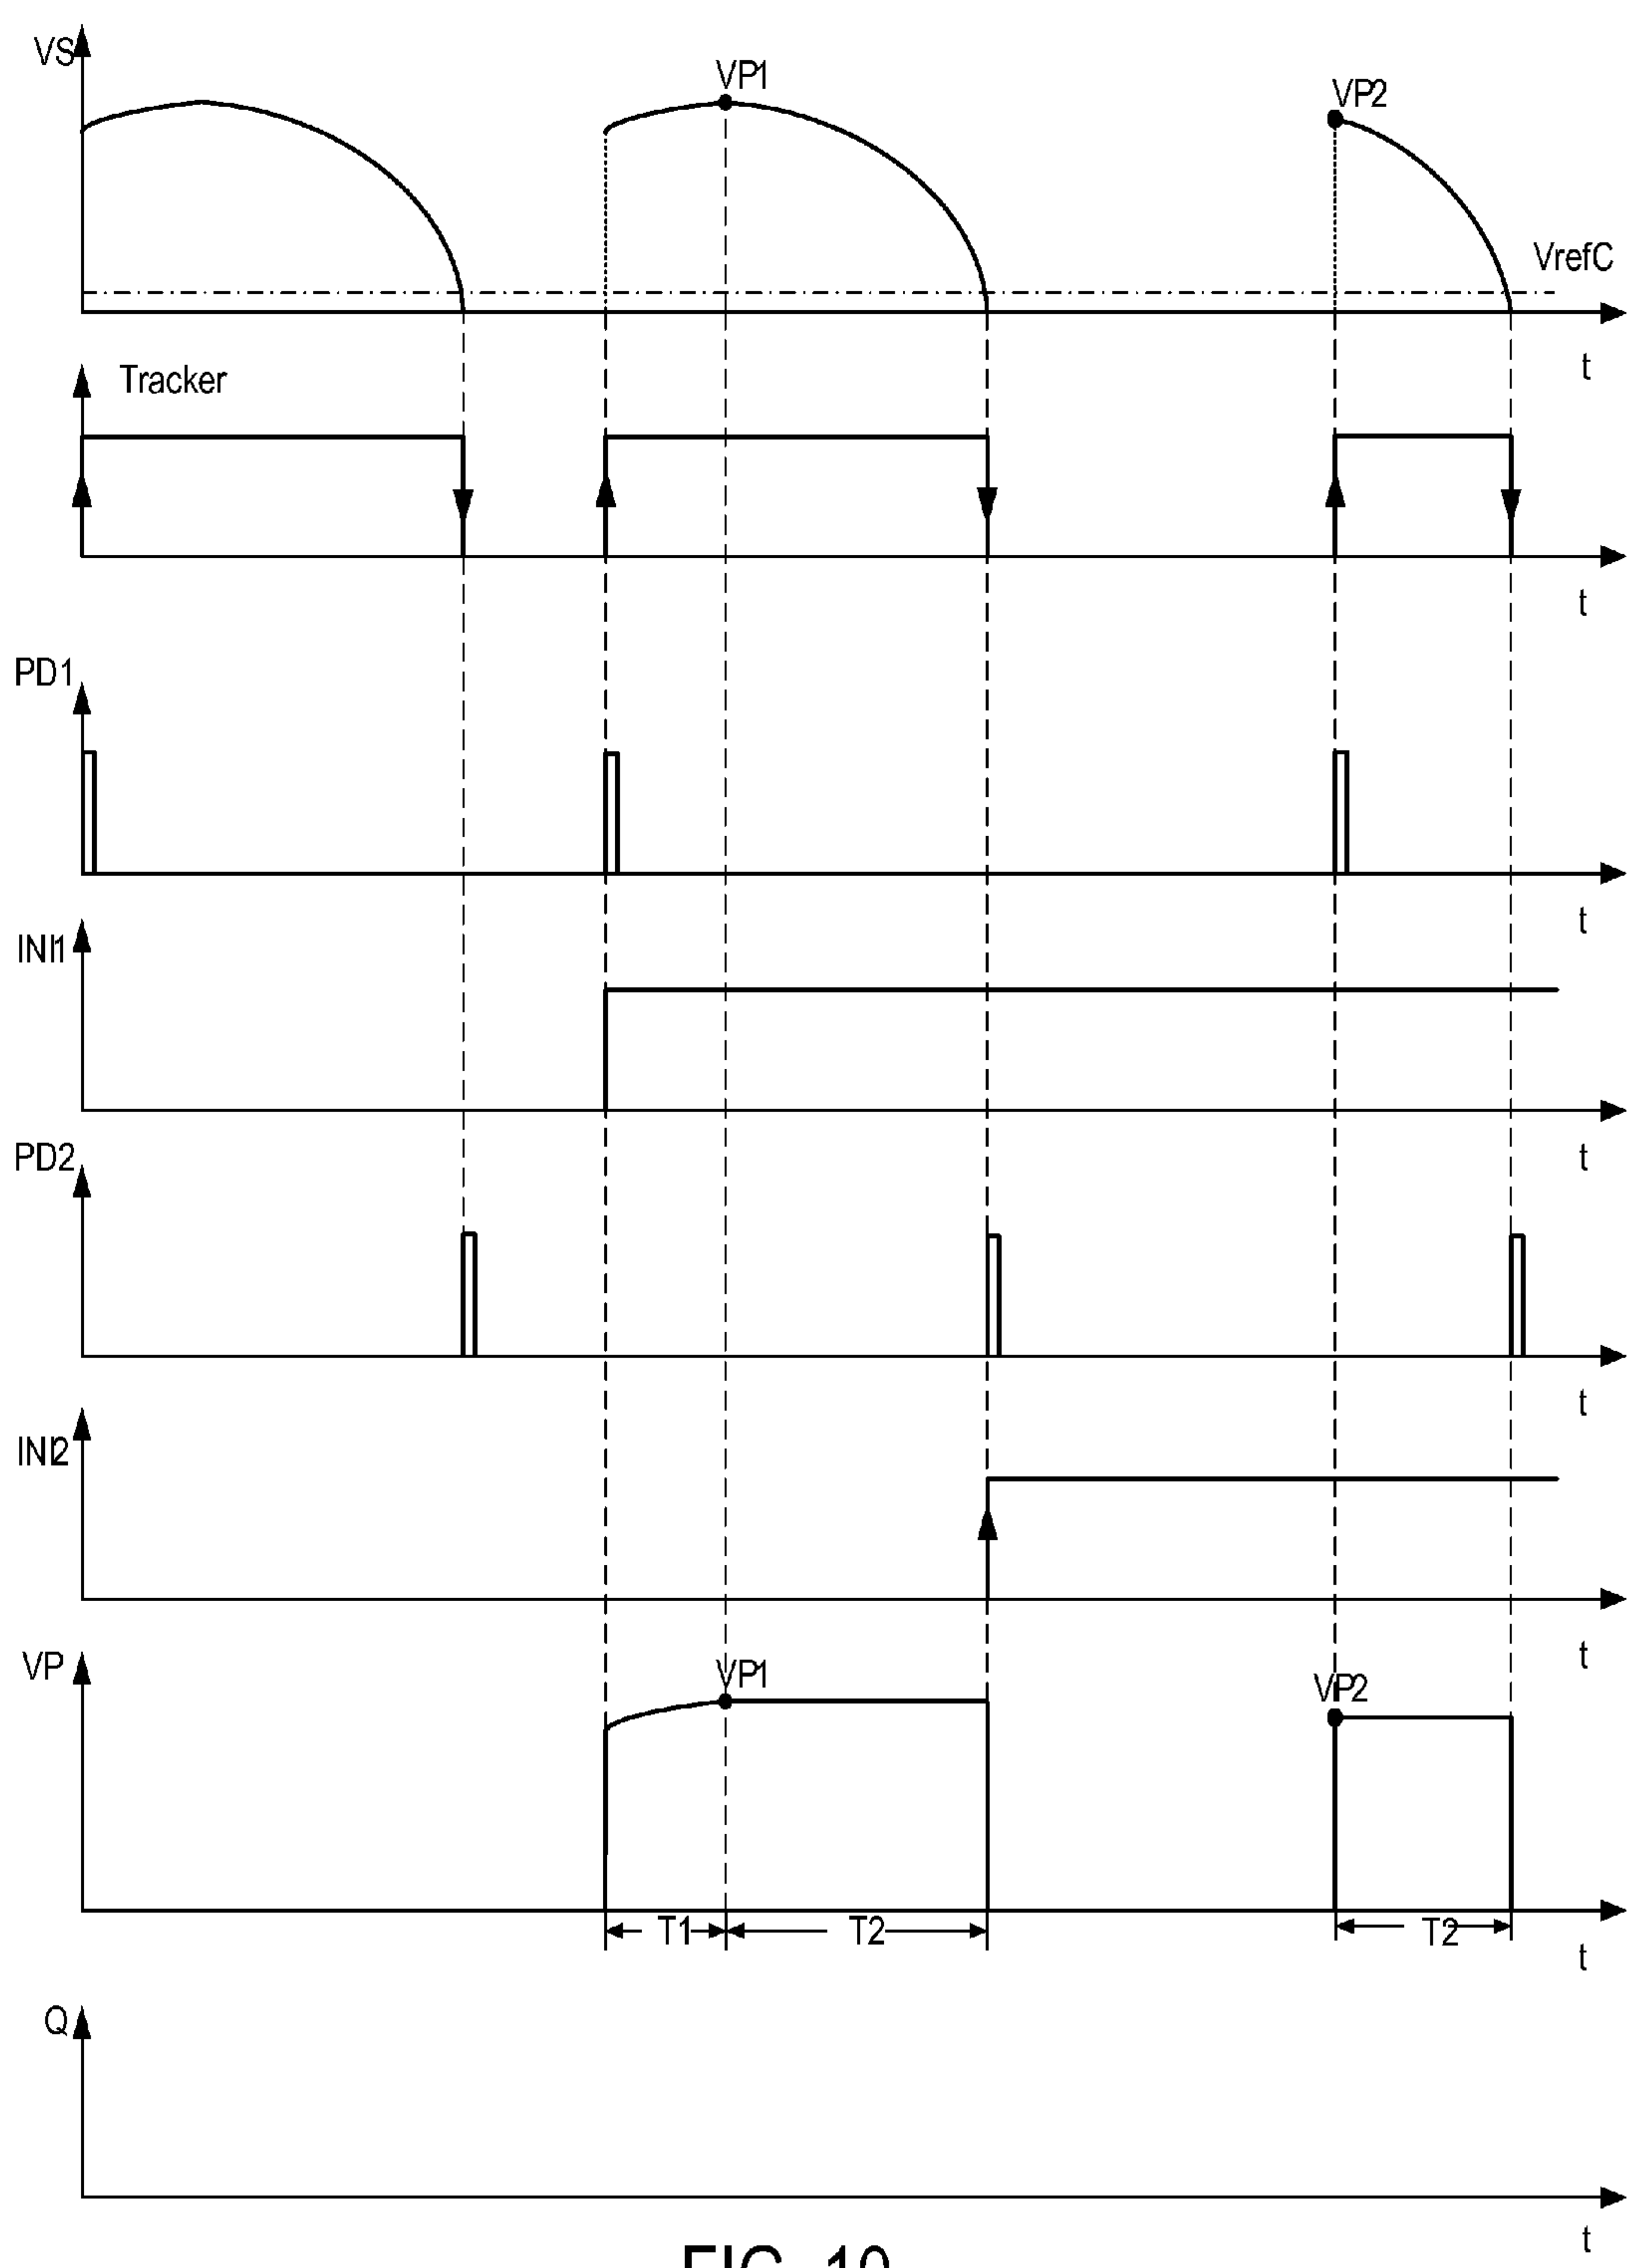 VS
VP1
VP2
VrefC
t
Tracker
t
PD1
t
INI1
t
PD2
t
INI2
t
VP
VP1
VP2
T1
T2
T2
t
Q
t
FIG. 10